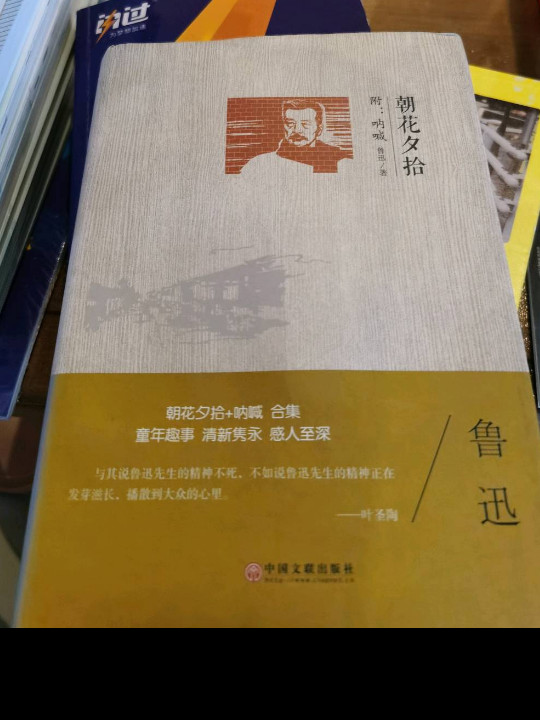 朝花夕拾
附：呐喊
鲁迅/著
朝花夕拾+呐喊 合集
童年趣事 清新隽永 感人至深
与其说鲁迅先生的精神不死，不如说鲁迅先生的精神正在
发芽滋长，播散到大众的心里。
——叶圣陶
鲁迅
中国文联出版社